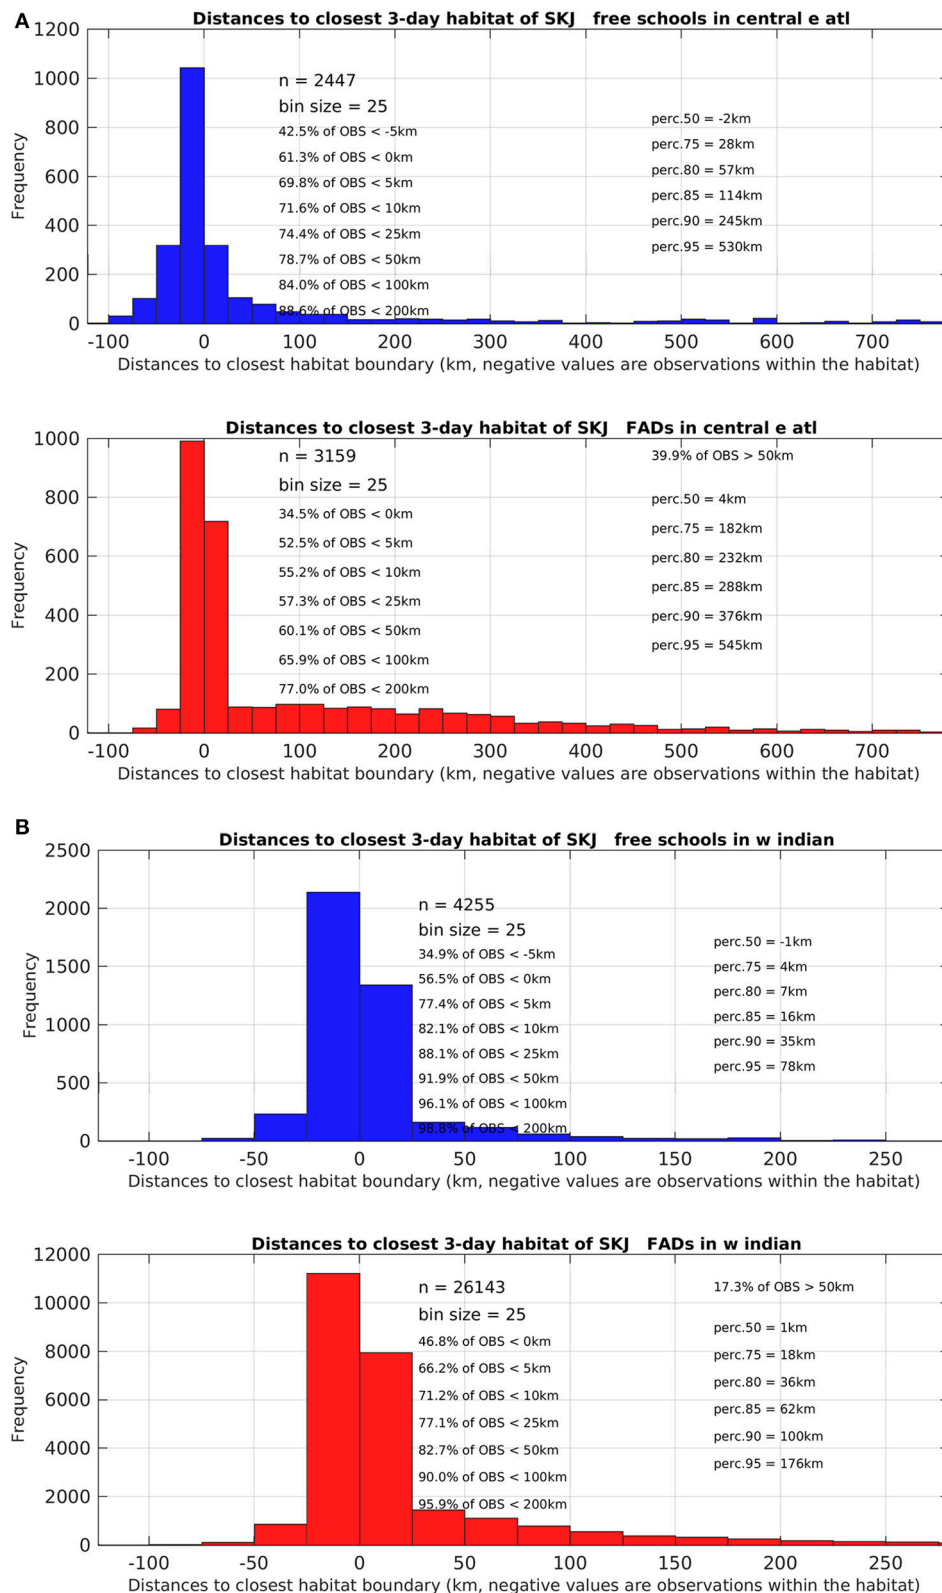 A
Distances to closest 3-day habitat of SKJ free schools in central e atl
1200
1000
800
600
400
200
0
Frequency
n = 2447
bin size = 25
42.5% of OBS < -5km
61.3% of OBS < 0km
69.8% of OBS < 5km
71.6% of OBS < 10km
74.4% of OBS < 25km
78.7% of OBS < 50km
84.0% of OBS < 100km
88.6% of OBS < 200km
perc.50 = -2km
perc.75 = 28km
perc.80 = 57km
perc.85 = 114km
perc.90 = 245km
perc.95 = 530km
-100 0 100 200 300 400 500 600 700
Distances to closest habitat boundary (km, negative values are observations within the habitat)
Distances to closest 3-day habitat of SKJ FADs in central e atl
1000
800
600
400
200
0
Frequency
n = 3159
bin size = 25
34.5% of OBS < 0km
52.5% of OBS < 5km
55.2% of OBS < 10km
57.3% of OBS < 25km
60.1% of OBS < 50km
65.9% of OBS < 100km
77.0% of OBS < 200km
39.9% of OBS > 50km
perc.50 = 4km
perc.75 = 182km
perc.80 = 232km
perc.85 = 288km
perc.90 = 376km
perc.95 = 545km
-100 0 100 200 300 400 500 600 700
Distances to closest habitat boundary (km, negative values are observations within the habitat)
B
Distances to closest 3-day habitat of SKJ free schools in w indian
2500
2000
1500
1000
500
0
Frequency
n = 4255
bin size = 25
34.9% of OBS < -5km
56.5% of OBS < 0km
77.4% of OBS < 5km
82.1% of OBS < 10km
88.1% of OBS < 25km
91.9% of OBS < 50km
96.1% of OBS < 100km
98.8% of OBS < 200km
perc.50 = -1km
perc.75 = 4km
perc.80 = 7km
perc.85 = 16km
perc.90 = 35km
perc.95 = 78km
-100 -50 0 50 100 150 200 250
Distances to closest habitat boundary (km, negative values are observations within the habitat)
Distances to closest 3-day habitat of SKJ FADs in w indian
12000
10000
8000
6000
4000
2000
0
Frequency
n = 26143
bin size = 25
46.8% of OBS < 0km
66.2% of OBS < 5km
71.2% of OBS < 10km
77.1% of OBS < 25km
82.7% of OBS < 50km
90.0% of OBS < 100km
95.9% of OBS < 200km
17.3% of OBS > 50km
perc.50 = 1km
perc.75 = 18km
perc.80 = 36km
perc.85 = 62km
perc.90 = 100km
perc.95 = 176km
-100 -50 0 50 100 150 200 250
Distances to closest habitat boundary (km, negative values are observations within the habitat)